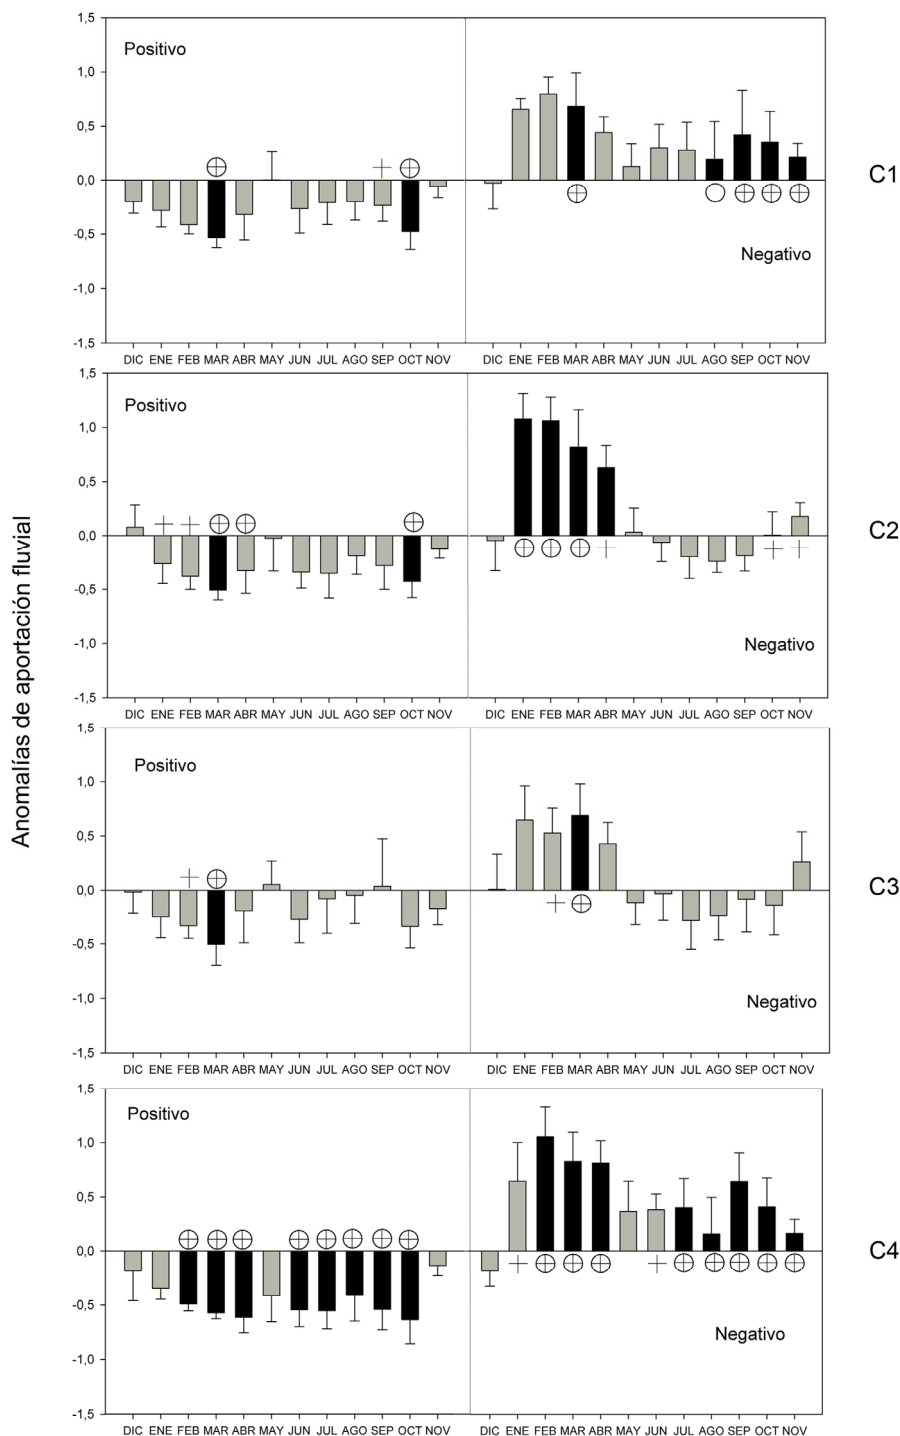 Anomalías de aportación fluvial
1,5
1,0
0,5
0,0
-0,5
-1,0
-1,5
Positivo
Negativo
C1
DIC ENE FEB MAR ABR MAY JUN JUL AGO SEP OCT NOV DIC ENE FEB MAR ABR MAY JUN JUL AGO SEP OCT NOV
1,5
1,0
0,5
0,0
-0,5
-1,0
-1,5
Positivo
Negativo
C2
DIC ENE FEB MAR ABR MAY JUN JUL AGO SEP OCT NOV DIC ENE FEB MAR ABR MAY JUN JUL AGO SEP OCT NOV
1,5
1,0
0,5
0,0
-0,5
-1,0
-1,5
Positivo
Negativo
C3
DIC ENE FEB MAR ABR MAY JUN JUL AGO SEP OCT NOV DIC ENE FEB MAR ABR MAY JUN JUL AGO SEP OCT NOV
1,5
1,0
0,5
0,0
-0,5
-1,0
-1,5
Positivo
Negativo
C4
DIC ENE FEB MAR ABR MAY JUN JUL AGO SEP OCT NOV DIC ENE FEB MAR ABR MAY JUN JUL AGO SEP OCT NOV